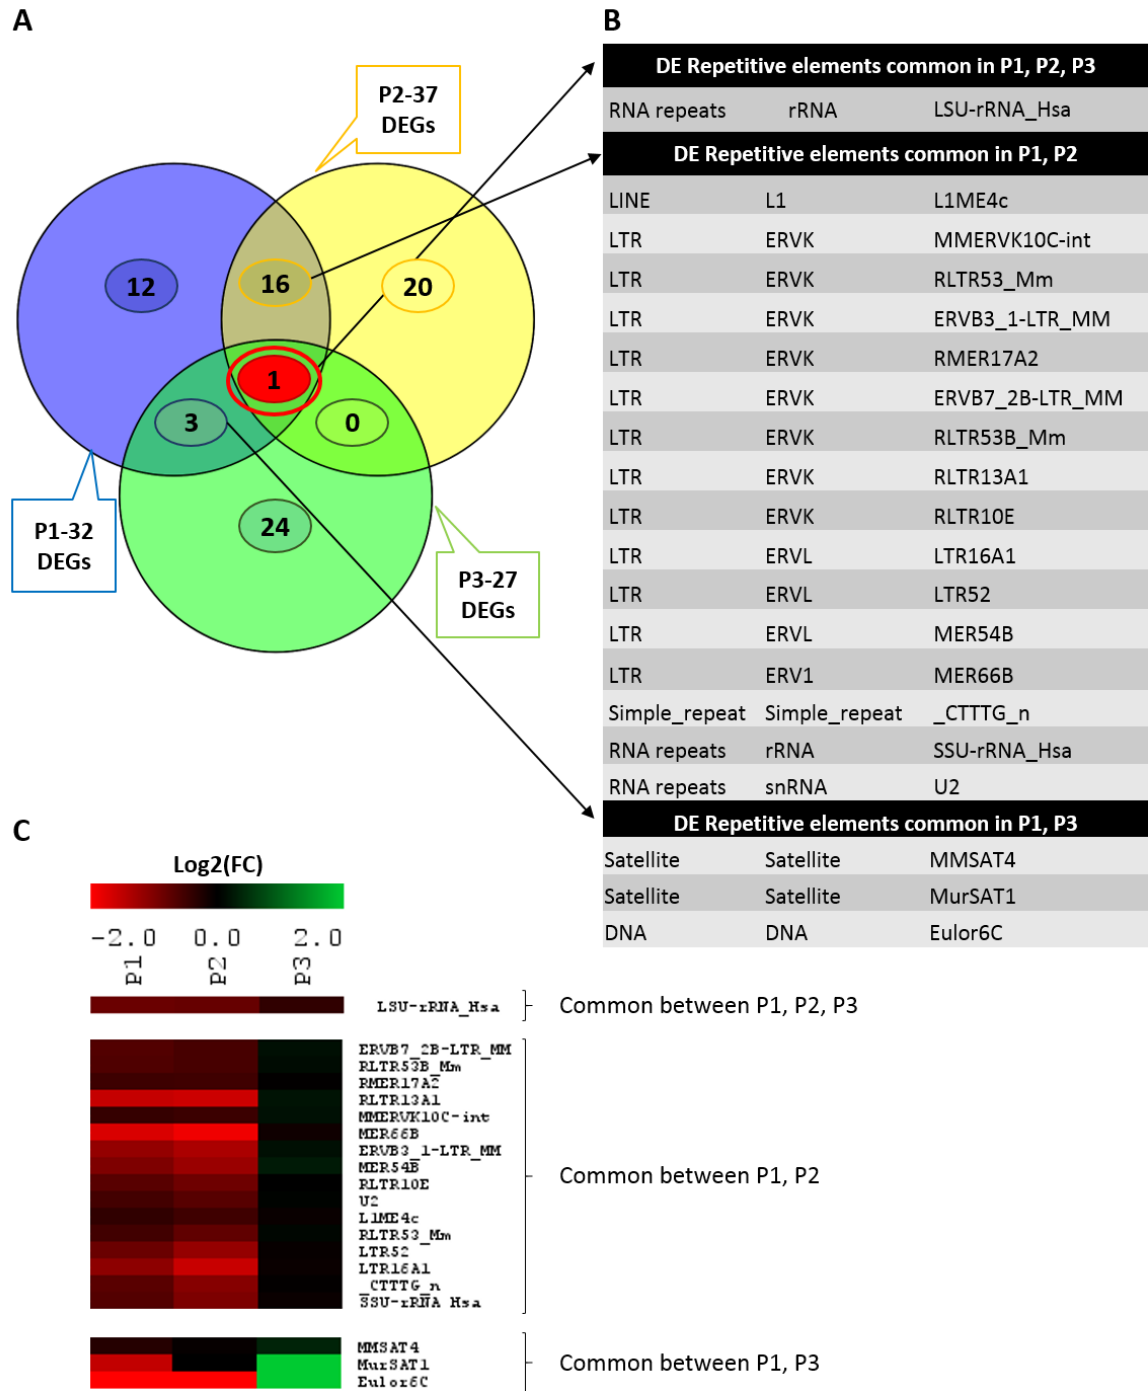 A
P2-37
DEGs
12
16
20
1
3
0
24
P1-32
DEGs
P3-27
DEGs
B
DE Repetitive elements common in P1, P2, P3
RNA repeats rRNA LSU-rRNA_Hsa
DE Repetitive elements common in P1, P2
LINE L1 L1ME4c
LTR ERVK MMERVK10C-int
LTR ERVK RLTR53_Mm
LTR ERVK ERVB3_1-LTR_MM
LTR ERVK RMER17A2
LTR ERVK ERVB7_2B-LTR_MM
LTR ERVK RLTR53B_Mm
LTR ERVK RLTR13A1
LTR ERVK RLTR10E
LTR ERVL LTR16A1
LTR ERVL LTR52
LTR ERVL MER54B
LTR ERV1 MER66B
Simple_repeat Simple_repeat _CTTTG_n
RNA repeats rRNA SSU-rRNA_Hsa
RNA repeats snRNA U2
DE Repetitive elements common in P1, P3
Satellite Satellite MMSAT4
Satellite Satellite MurSAT1
DNA DNA Eulor6C
C
Log2(FC)
-2.0 0.0 2.0
P1 P2 P3
LSU-rRNA_Hsa
Common between P1, P2, P3
ERVB7_2B-LTR_MM
RLTR53B_Mm
RMER17A2
RLTR13A1
MMERVK10C-int
MER66B
ERVB3_1-LTR_MM
MER54B
RLTR10E
U2
L1ME4c
RLTR53_Mm
LTR52
LTR16A1
_CTTTG_n
SSU-rRNA_Hsa
Common between P1, P2
MMSAT4
MurSAT1
Eulor6C
Common between P1, P3